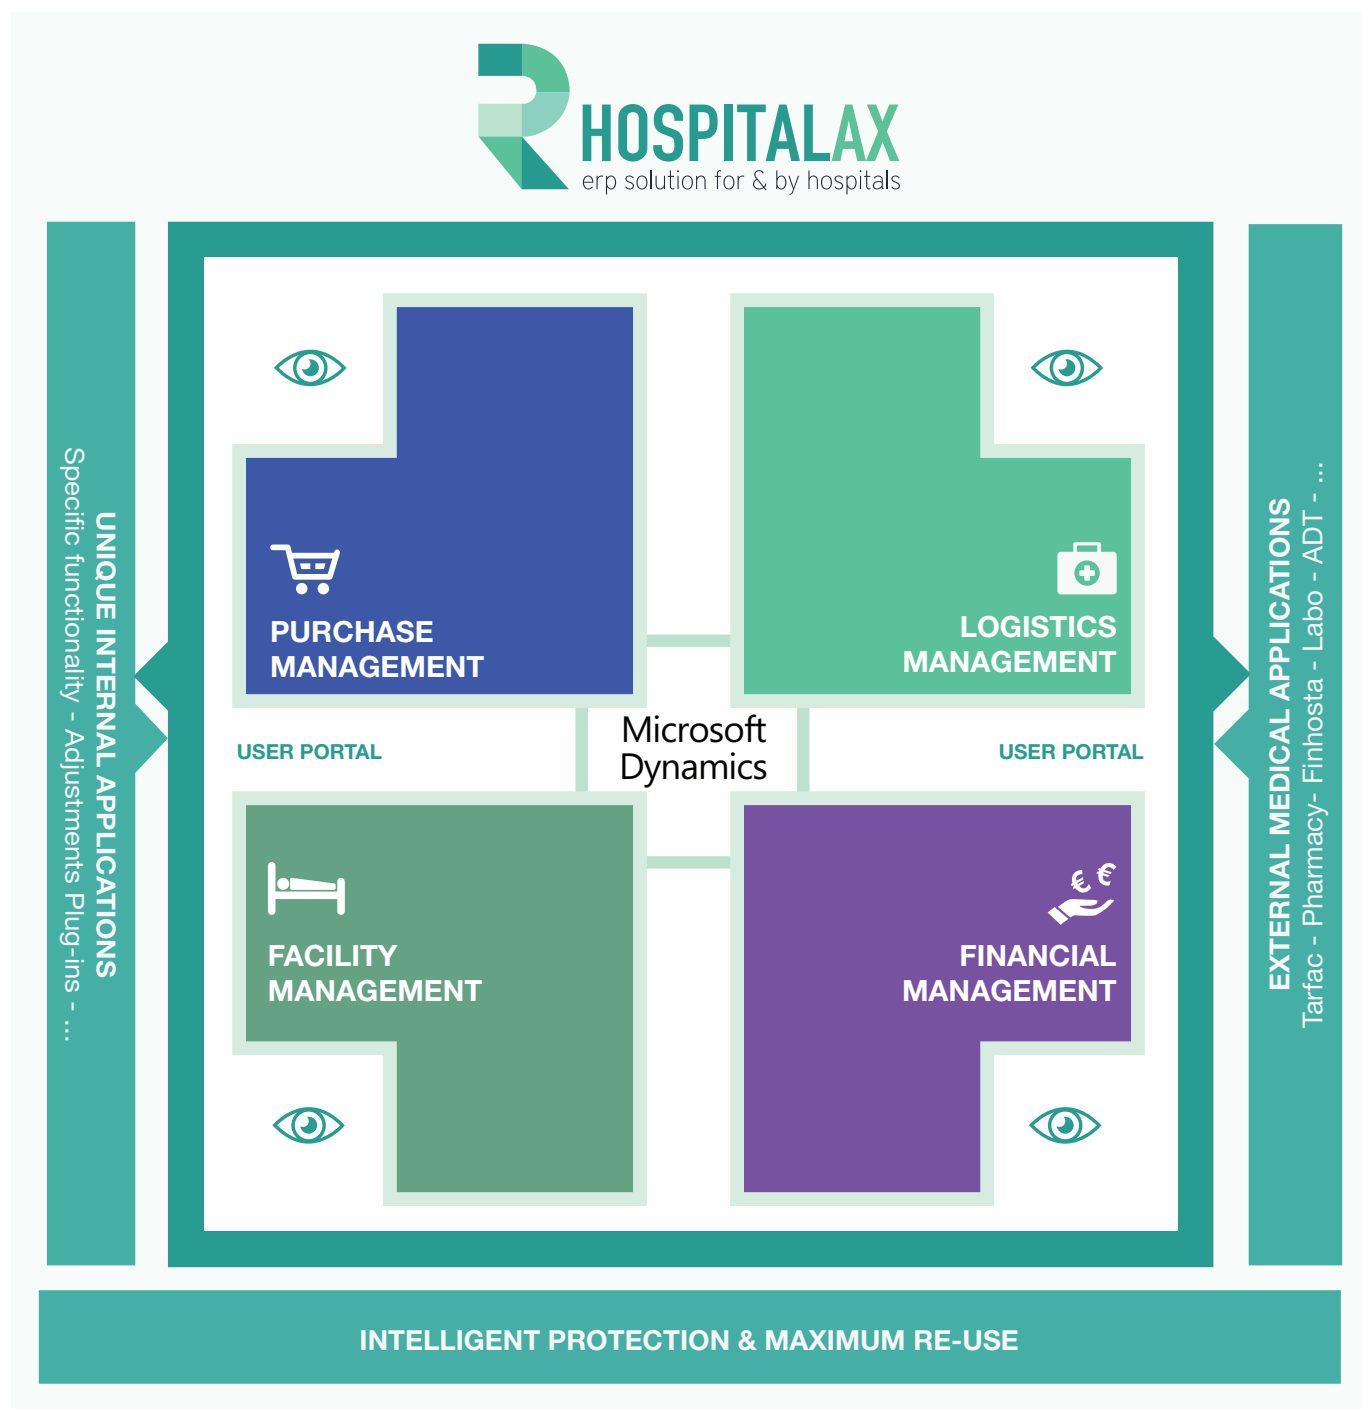 HOSPITALAX
erp solution for & by hospitals
UNIQUE INTERNAL APPLICATIONS
Specific functionality - Adjustments Plug-ins - ...
PURCHASE
MANAGEMENT
LOGISTICS
MANAGEMENT
USER PORTAL
Microsoft
Dynamics
USER PORTAL
FACILITY
MANAGEMENT
FINANCIAL
MANAGEMENT
EXTERNAL MEDICAL APPLICATIONS
Tarfac - Pharmacy- Finhosta - Labo - ADT - ...
INTELLIGENT PROTECTION & MAXIMUM RE-USE